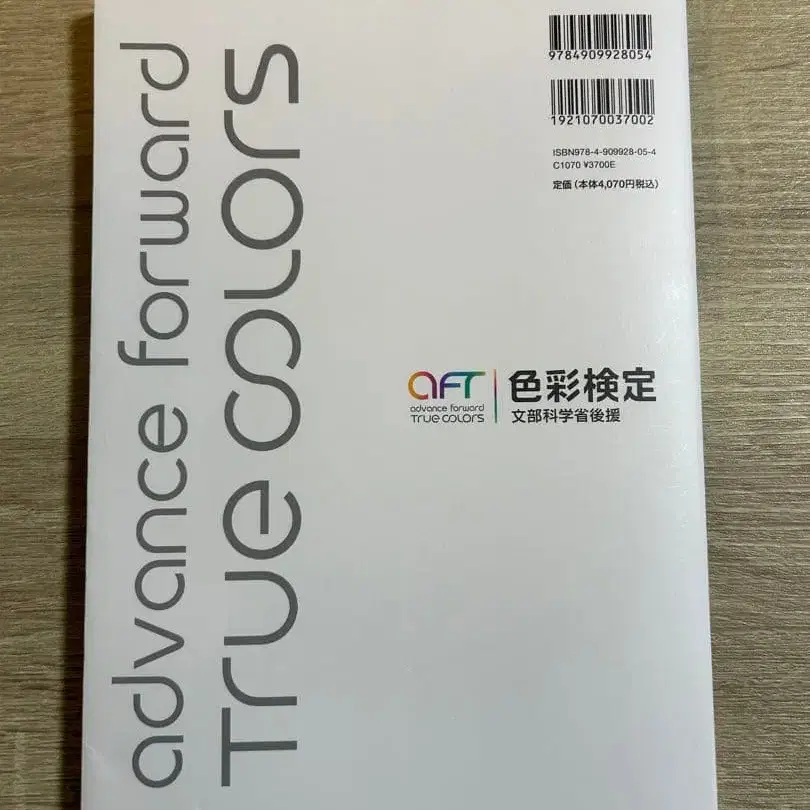 advance forward
True COLORS
9784909928054
1921070037002
ISBN978-4-909928-05-4
C1070 ¥3700E
定価（本体4,070円税込）
aFT
advance forward
True COLORS
色彩検定
文部科学省後援